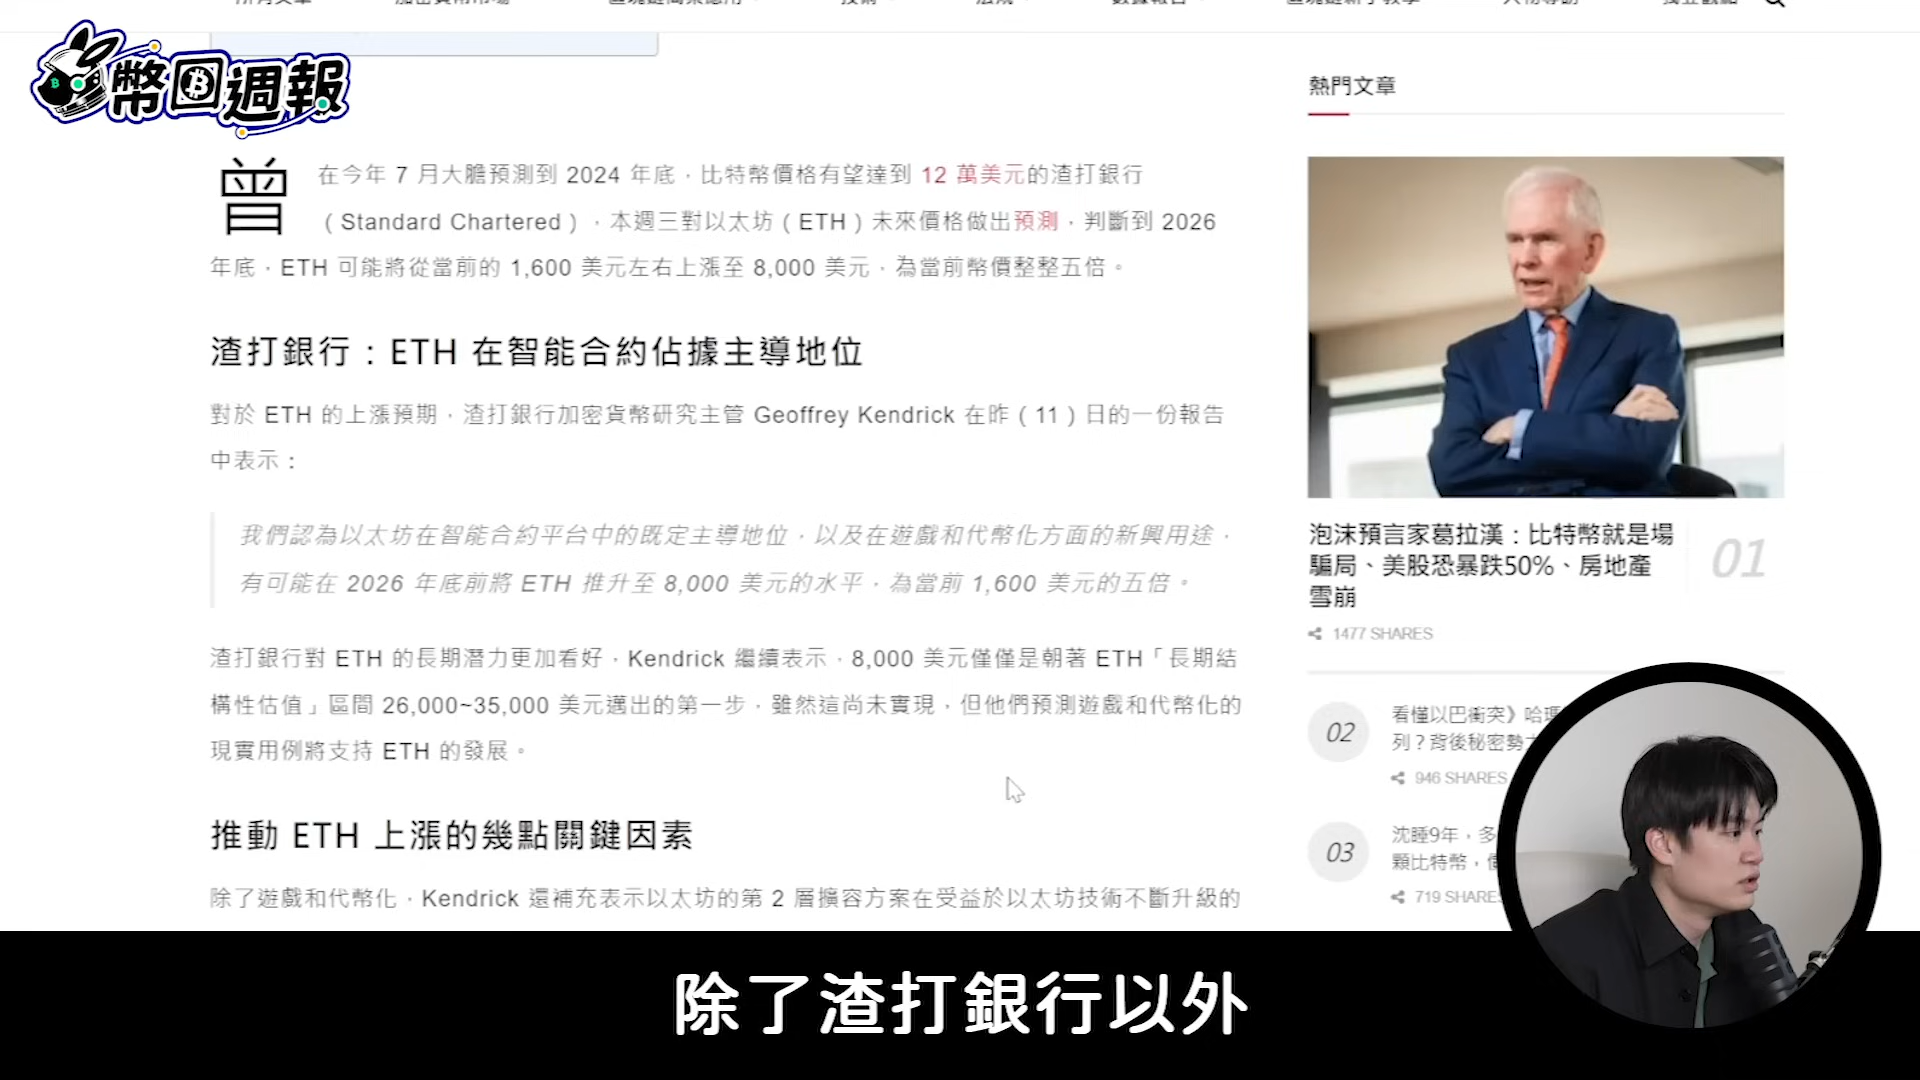 幣回週報
曾
在今年 7 月大膽預測到 2024 年底，比特幣價格有望達到 12 萬美元的渣打銀行
（Standard Chartered），本週三對以太坊（ETH）未來價格做出預測，判斷到 2026
年底，ETH 可能將從當前的 1,600 美元左右上漲至 8,000 美元，為當前幣價整整五倍。
渣打銀行：ETH 在智能合約佔據主導地位
對於 ETH 的上漲預期，渣打銀行加密貨幣研究主管 Geoffrey Kendrick 在昨（11）日的一份報告
中表示：
我們認為以太坊在智能合約平台中的既定主導地位，以及在遊戲和代幣化方面的新興用途，
有可能在 2026 年底前將 ETH 推升至 8,000 美元的水平，為當前 1,600 美元的五倍。
渣打銀行對 ETH 的長期潛力更加看好，Kendrick 繼續表示，8,000 美元僅僅是朝著 ETH「長期結
構性估值」區間 26,000~35,000 美元邁出的第一步，雖然這尚未實現，但他們預測遊戲和代幣化的
現實用例將支持 ETH 的發展。
推動 ETH 上漲的幾點關鍵因素
除了遊戲和代幣化，Kendrick 還補充表示以太坊的第 2 層擴容方案在受益於以太坊技術不斷升級的
熱門文章
泡沫預言家葛拉漢：比特幣就是場
騙局、美股恐暴跌50%、房地產
雪崩
01
1477 SHARES
02
看懂以巴衝突》哈瑪
列？背後秘密勢
946 SHARES
03
沈睡9年，多
顆比特幣，
719 SHARES
除了渣打銀行以外